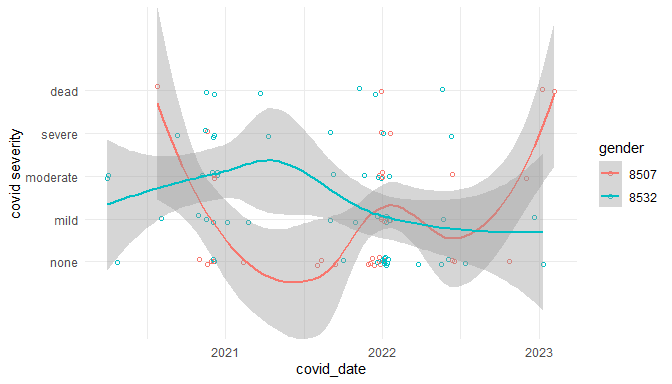 dead
severe
moderate
mild
none
covid severity
2021
2022
2023
covid_date
gender
8507
8532